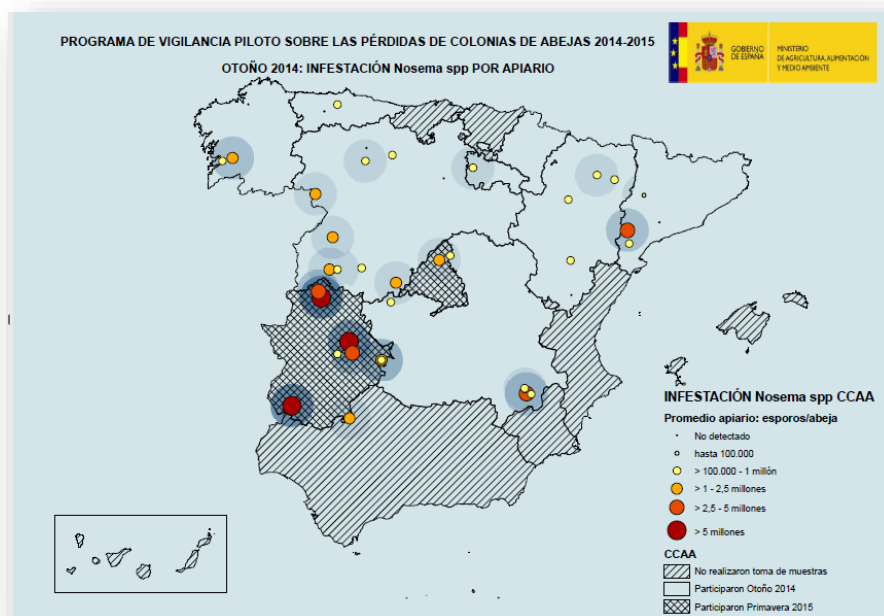 PROGRAMA DE VIGILANCIA PILOTO SOBRE LAS PÉRDIDAS DE COLONIAS DE ABEJAS 2014-2015
OTOÑO 2014: INFESTACIÓN Nosema spp POR APIARIO
GOBIERNO
DE ESPAÑA
MINISTERIO
DE AGRICULTURA, ALIMENTACIÓN
Y MEDIO AMBIENTE
INFESTACIÓN Nosema spp CCAA
Promedio apiario: esporos/abeja
No detectado
hasta 100.000
> 100.000 - 1 millón
> 1 - 2,5 millones
> 2,5 - 5 millones
> 5 millones
CCAA
No realizaron toma de muestras
Participaron Otoño 2014
Participaron Primavera 2015